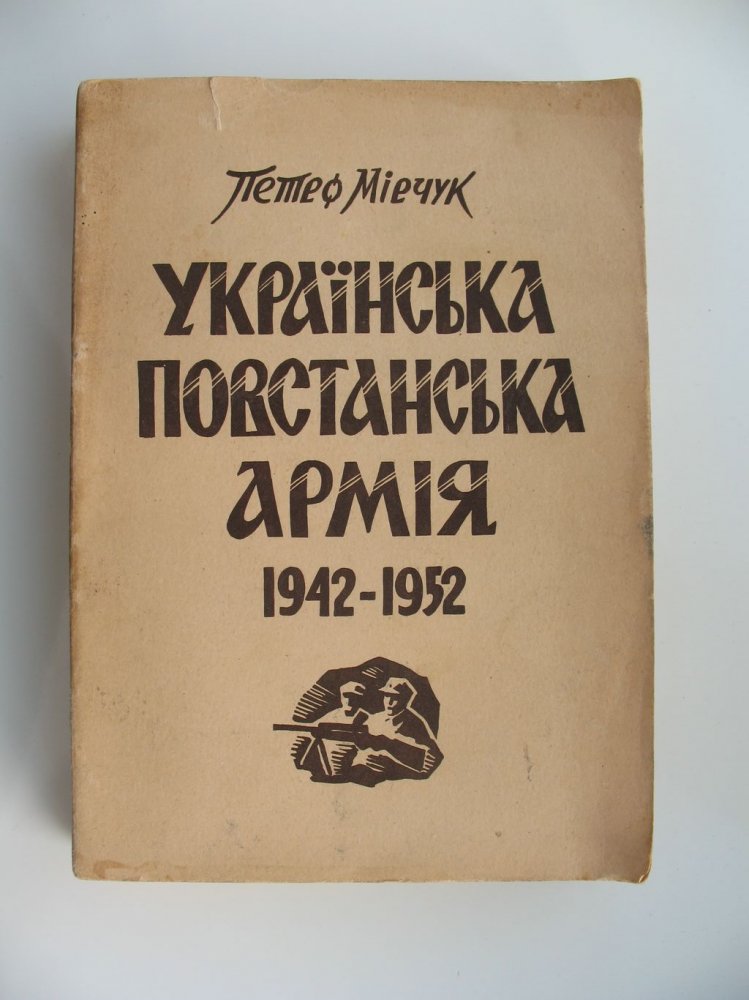 Петро Мірчук
УКРАЇНСЬКА
ПОВСТАНСЬКА
АРМІЯ
1942-1952